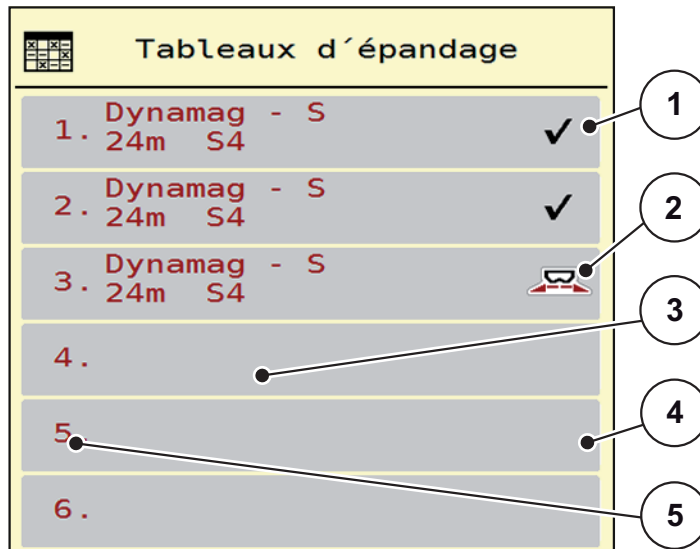 Tableaux d´épandage
1. Dynamag - S
24m S4
2. Dynamag - S
24m S4
3. Dynamag - S
24m S4
4.
5.
6.
1
2
3
4
5